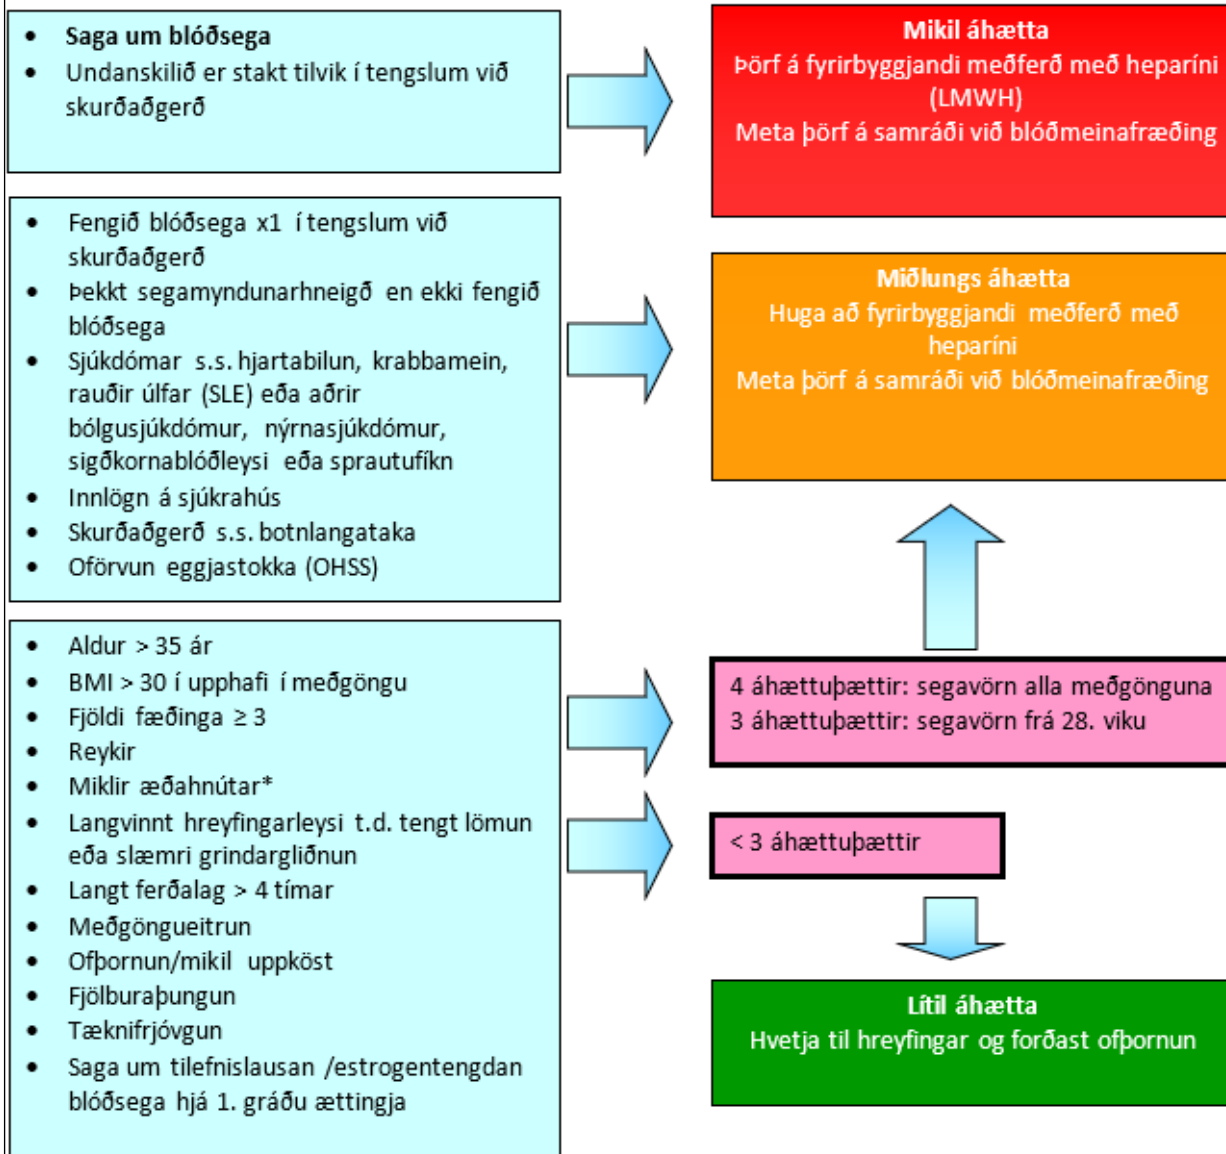 Saga um blóðsega
Undanskilið er stakt tilvik í tengslum við
skurðaðgerð
Mikil áhætta
Þörf á fyrirbyggjandi meðferð með heparíni
(LMWH)
Meta þörf á samráði við blóðmeinafræðing
Fengið blóðsega x1 í tengslum við
skurðaðgerð
Þekkt segamyndunarhneigð en ekki fengið
blóðsega
Sjúkdómar s.s. hjartabilun, krabbamein,
rauðir úlfar (SLE) eða aðrir
bólgusjúkdómur, nýrnasjúkdómur,
sigðkornablóðleysi eða sprautufíkn
Innlögn á sjúkrahús
Skurðaðgerð s.s. botnlangataka
Oförvun eggjastokka (OHSS)
Miðlungs áhætta
Huga að fyrirbyggjandi meðferð með
heparíni
Meta þörf á samráði við blóðmeinafræðing
Aldur > 35 ár
BMI > 30 í upphafi í meðgöngu
Fjöldi fæðinga ≥ 3
Reykir
Miklir æðahnútar*
Langvinnt hreyfingarleysi t.d. tengt lömun
eða slæmri grindargliðnun
Langt ferðalag > 4 tímar
Meðgöngueitrun
Ofþornun/mikil uppköst
Fjölburaþungun
Tæknifrjóvgun
Saga um tilefnislausan /estrogentengdan
blóðsega hjá 1. gráðu ættingja
4 áhættuþættir: segavörn alla meðgönguna
3 áhættuþættir: segavörn frá 28. viku
< 3 áhættuþættir
Lítil áhætta
Hvetja til hreyfingar og forðast ofþornun